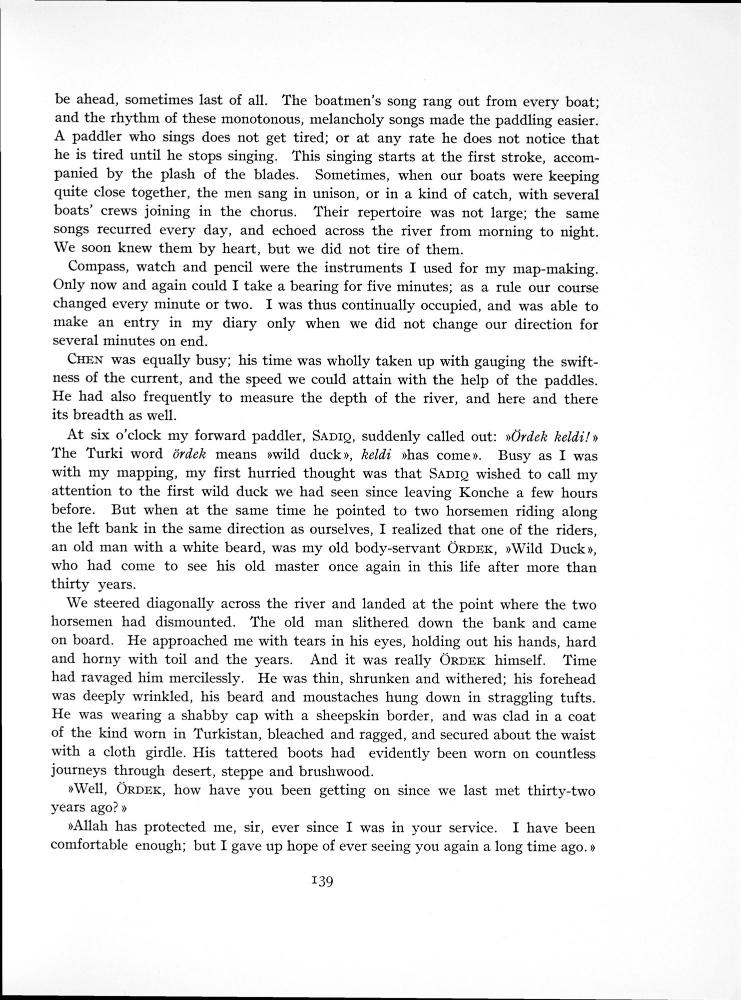 be ahead, sometimes last of all. The boatmen's song rang out from every boat;
and the rhythm of these monotonous, melancholy songs made the paddling easier.
A paddler who sings does not get tired; or at any rate he does not notice that
he is tired until he stops singing. This singing starts at the first stroke, accom-
panied by the plash of the blades. Sometimes, when our boats were keeping
quite close together, the men sang in unison, or in a kind of catch, with several
boats' crews joining in the chorus. Their repertoire was not large; the same
songs recurred every day, and echoed across the river from morning to night.
We soon knew them by heart, but we did not tire of them.
Compass, watch and pencil were the instruments I used for my map-making.
Only now and again could I take a bearing for five minutes; as a rule our course
changed every minute or two. I was thus continually occupied, and was able to
make an entry in my diary only when we did not change our direction for
several minutes on end.
CHEN was equally busy; his time was wholly taken up with gauging the swift-
ness of the current, and the speed we could attain with the help of the paddles.
He had also frequently to measure the depth of the river, and here and there
its breadth as well.
At six o'clock my forward paddler, SADIQ, suddenly called out: »Ördek keldi!»
The Turki word ördek means »wild duck», keldi »has come». Busy as I was
with my mapping, my first hurried thought was that SADIQ wished to call my
attention to the first wild duck we had seen since leaving Konche a few hours
before. But when at the same time he pointed to two horsemen riding along
the left bank in the same direction as ourselves, I realized that one of the riders,
an old man with a white beard, was my old body-servant ÖRDEK, »Wild Duck»,
who had come to see his old master once again in this life after more than
thirty years.
We steered diagonally across the river and landed at the point where the two
horsemen had dismounted. The old man slithered down the bank and came
on board. He approached me with tears in his eyes, holding out his hands, hard
and horny with toil and the years. And it was really ÖRDEK himself. Time
had ravaged him mercilessly. He was thin, shrunken and withered; his forehead
was deeply wrinkled, his beard and moustaches hung down in straggling tufts.
He was wearing a shabby cap with a sheepskin border, and was clad in a coat
of the kind worn in Turkistan, bleached and ragged, and secured about the waist
with a cloth girdle. His tattered boots had evidently been worn on countless
journeys through desert, steppe and brushwood.
»Well, ÖRDEK, how have you been getting on since we last met thirty-two
years ago?»
»Allah has protected me, sir, ever since I was in your service. I have been
comfortable enough; but I gave up hope of ever seeing you again a long time ago.»
139